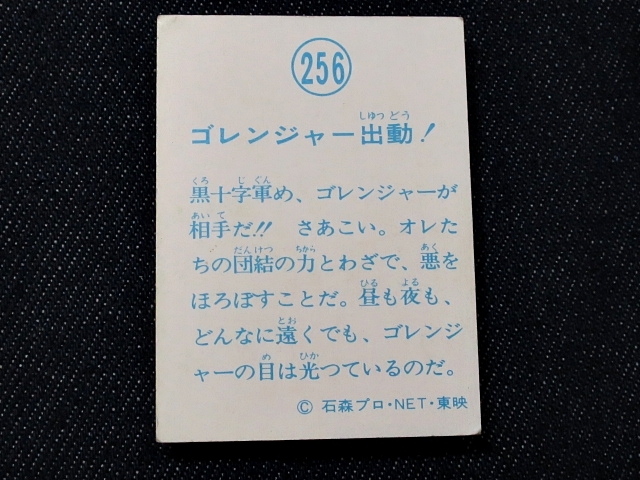 256
ゴレンジャー出動!
しゅつどう
黒十字軍め、ゴレンジャーが
くろ じ ぐん
相手だ!! さあこい。オレた
あい て
ちの団結の力とわざで、悪を
だんけつ ちから あく
ほろぼすことだ。昼も夜も、
ひる よる
どんなに遠くでも、ゴレンジ
とお
ャーの目は光つているのだ。
め ひか
© 石森プロ・NET・東映